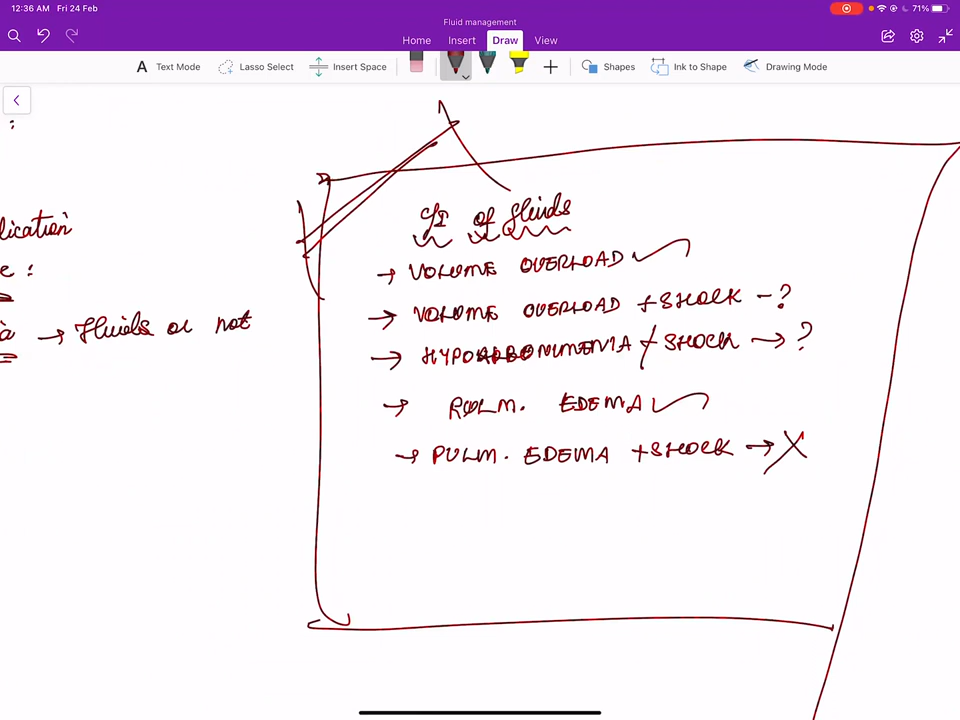 12:36 AM Fri 24 Feb
71%
Fluid management
Home Insert Draw View
Text Mode Lasso Select Insert Space Shapes Ink to Shape Drawing Mode
:
lication
e :
ia → Fluids or not
C/I of fluids
→ VOLUME OVERLOAD ✓
→ VOLUME OVERLOAD + SHOCK - ?
→ + SHOCK → ?
→ PULM. EDEMA ✓
→ PULM. EDEMA + SHOCK → X